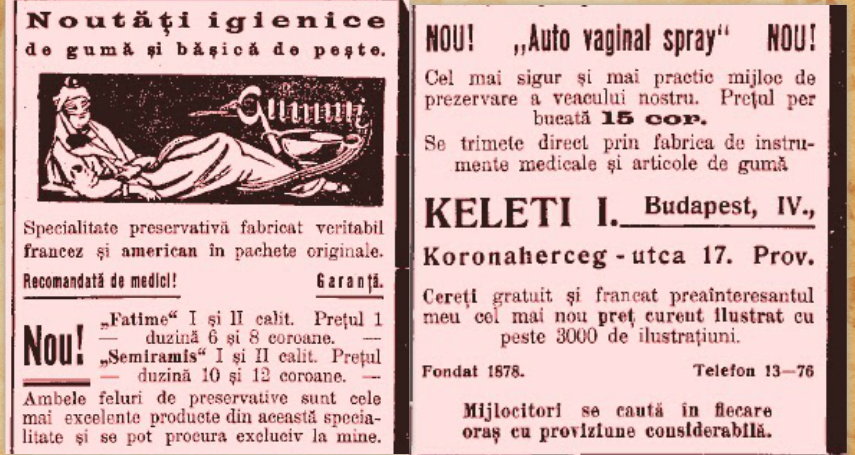 Noutăți igienice
de gumă și bășică de pește.
Gummi
Specialitate preservativă fabricat veritabil
francez și american în pachete originale.
Recomandată de medici! Garanță.
Nou!
„Fatime“ I și II calit. Prețul 1
— duzină 6 și 8 coroane. —
„Semiramis“ I și II calit. Prețul
— duzină 10 și 12 coroane. —
Ambele feluri de preservative sunt cele
mai excelente producte din această specia-
litate și se pot procura excluciv la mine.
NOU! „Auto vaginal spray“ NOU!
Cel mai sigur și mai practic mijloc de
prezervare a veacului nostru. Prețul per
bucată 15 cor.
Se trimete direct prin fabrica de instru-
mente medicale și articole de gumă
KELETI I. Budapest, IV.,
Koronaherceg - utca 17. Prov.
Cereți gratuit și francat preainteresantul
meu cel mai nou preț curent ilustrat cu
peste 3000 de ilustrațiuni.
Fondat 1878. Telefon 13—76
Mijlocitori se caută în fiecare
oraș cu proviziune considerabilă.